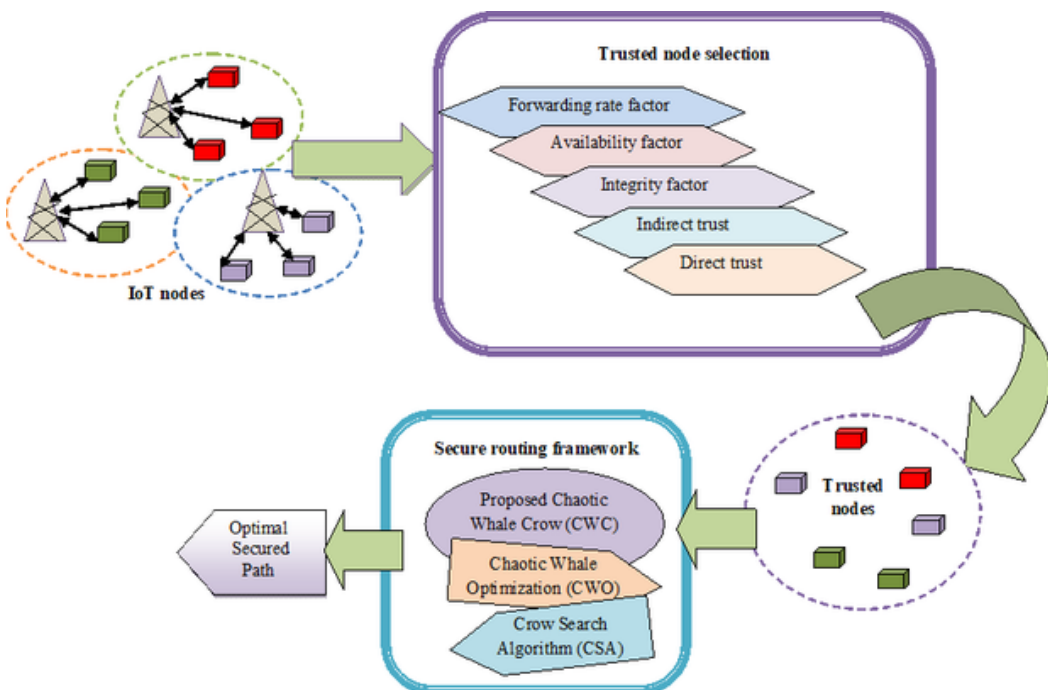 Trusted node selection
Forwarding rate factor
Availability factor
Integrity factor
Indirect trust
Direct trust
IoT nodes
Trusted
nodes
Secure routing framework
Proposed Chaotic
Whale Crow (CWC)
Chaotic Whale
Optimization (CWO)
Crow Search
Algorithm (CSA)
Optimal
Secured
Path